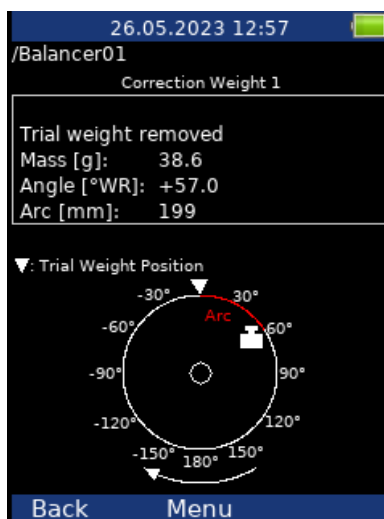 26.05.2023 12:57
/Balancer01
Correction Weight 1
Trial weight removed
Mass [g]: 38.6
Angle [°WR]: +57.0
Arc [mm]: 199
▼: Trial Weight Position
-30° 30°
Arc
-60° 60°
-90° 90°
-120° 120°
-150° 180° 150°
Back Menu